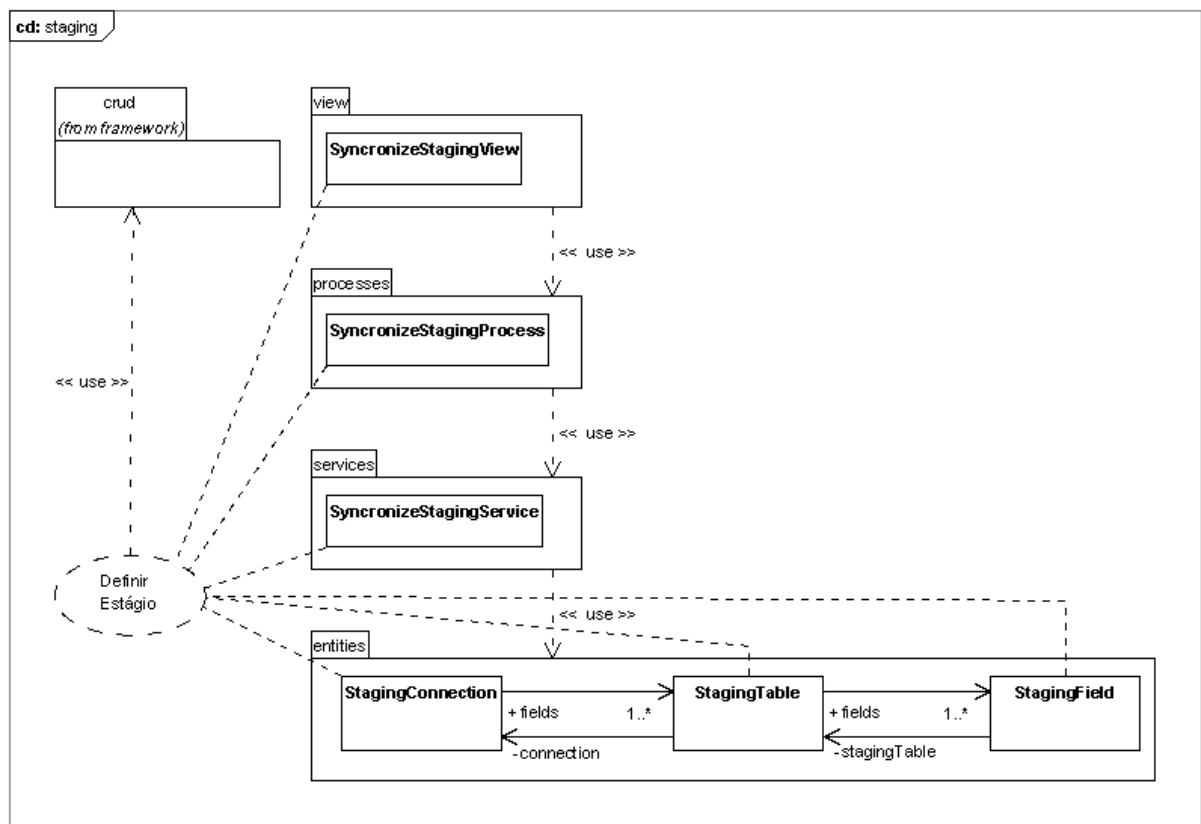 cd: staging
crud
(from framework)
view
SyncronizeStagingView
<< use >>
processes
SyncronizeStagingProcess
<< use >>
<< use >>
services
SyncronizeStagingService
Definir
Estágio
<< use >>
entities
StagingConnection
StagingTable
StagingField
+ fields
1..*
+ fields
1..*
-connection
-stagingTable